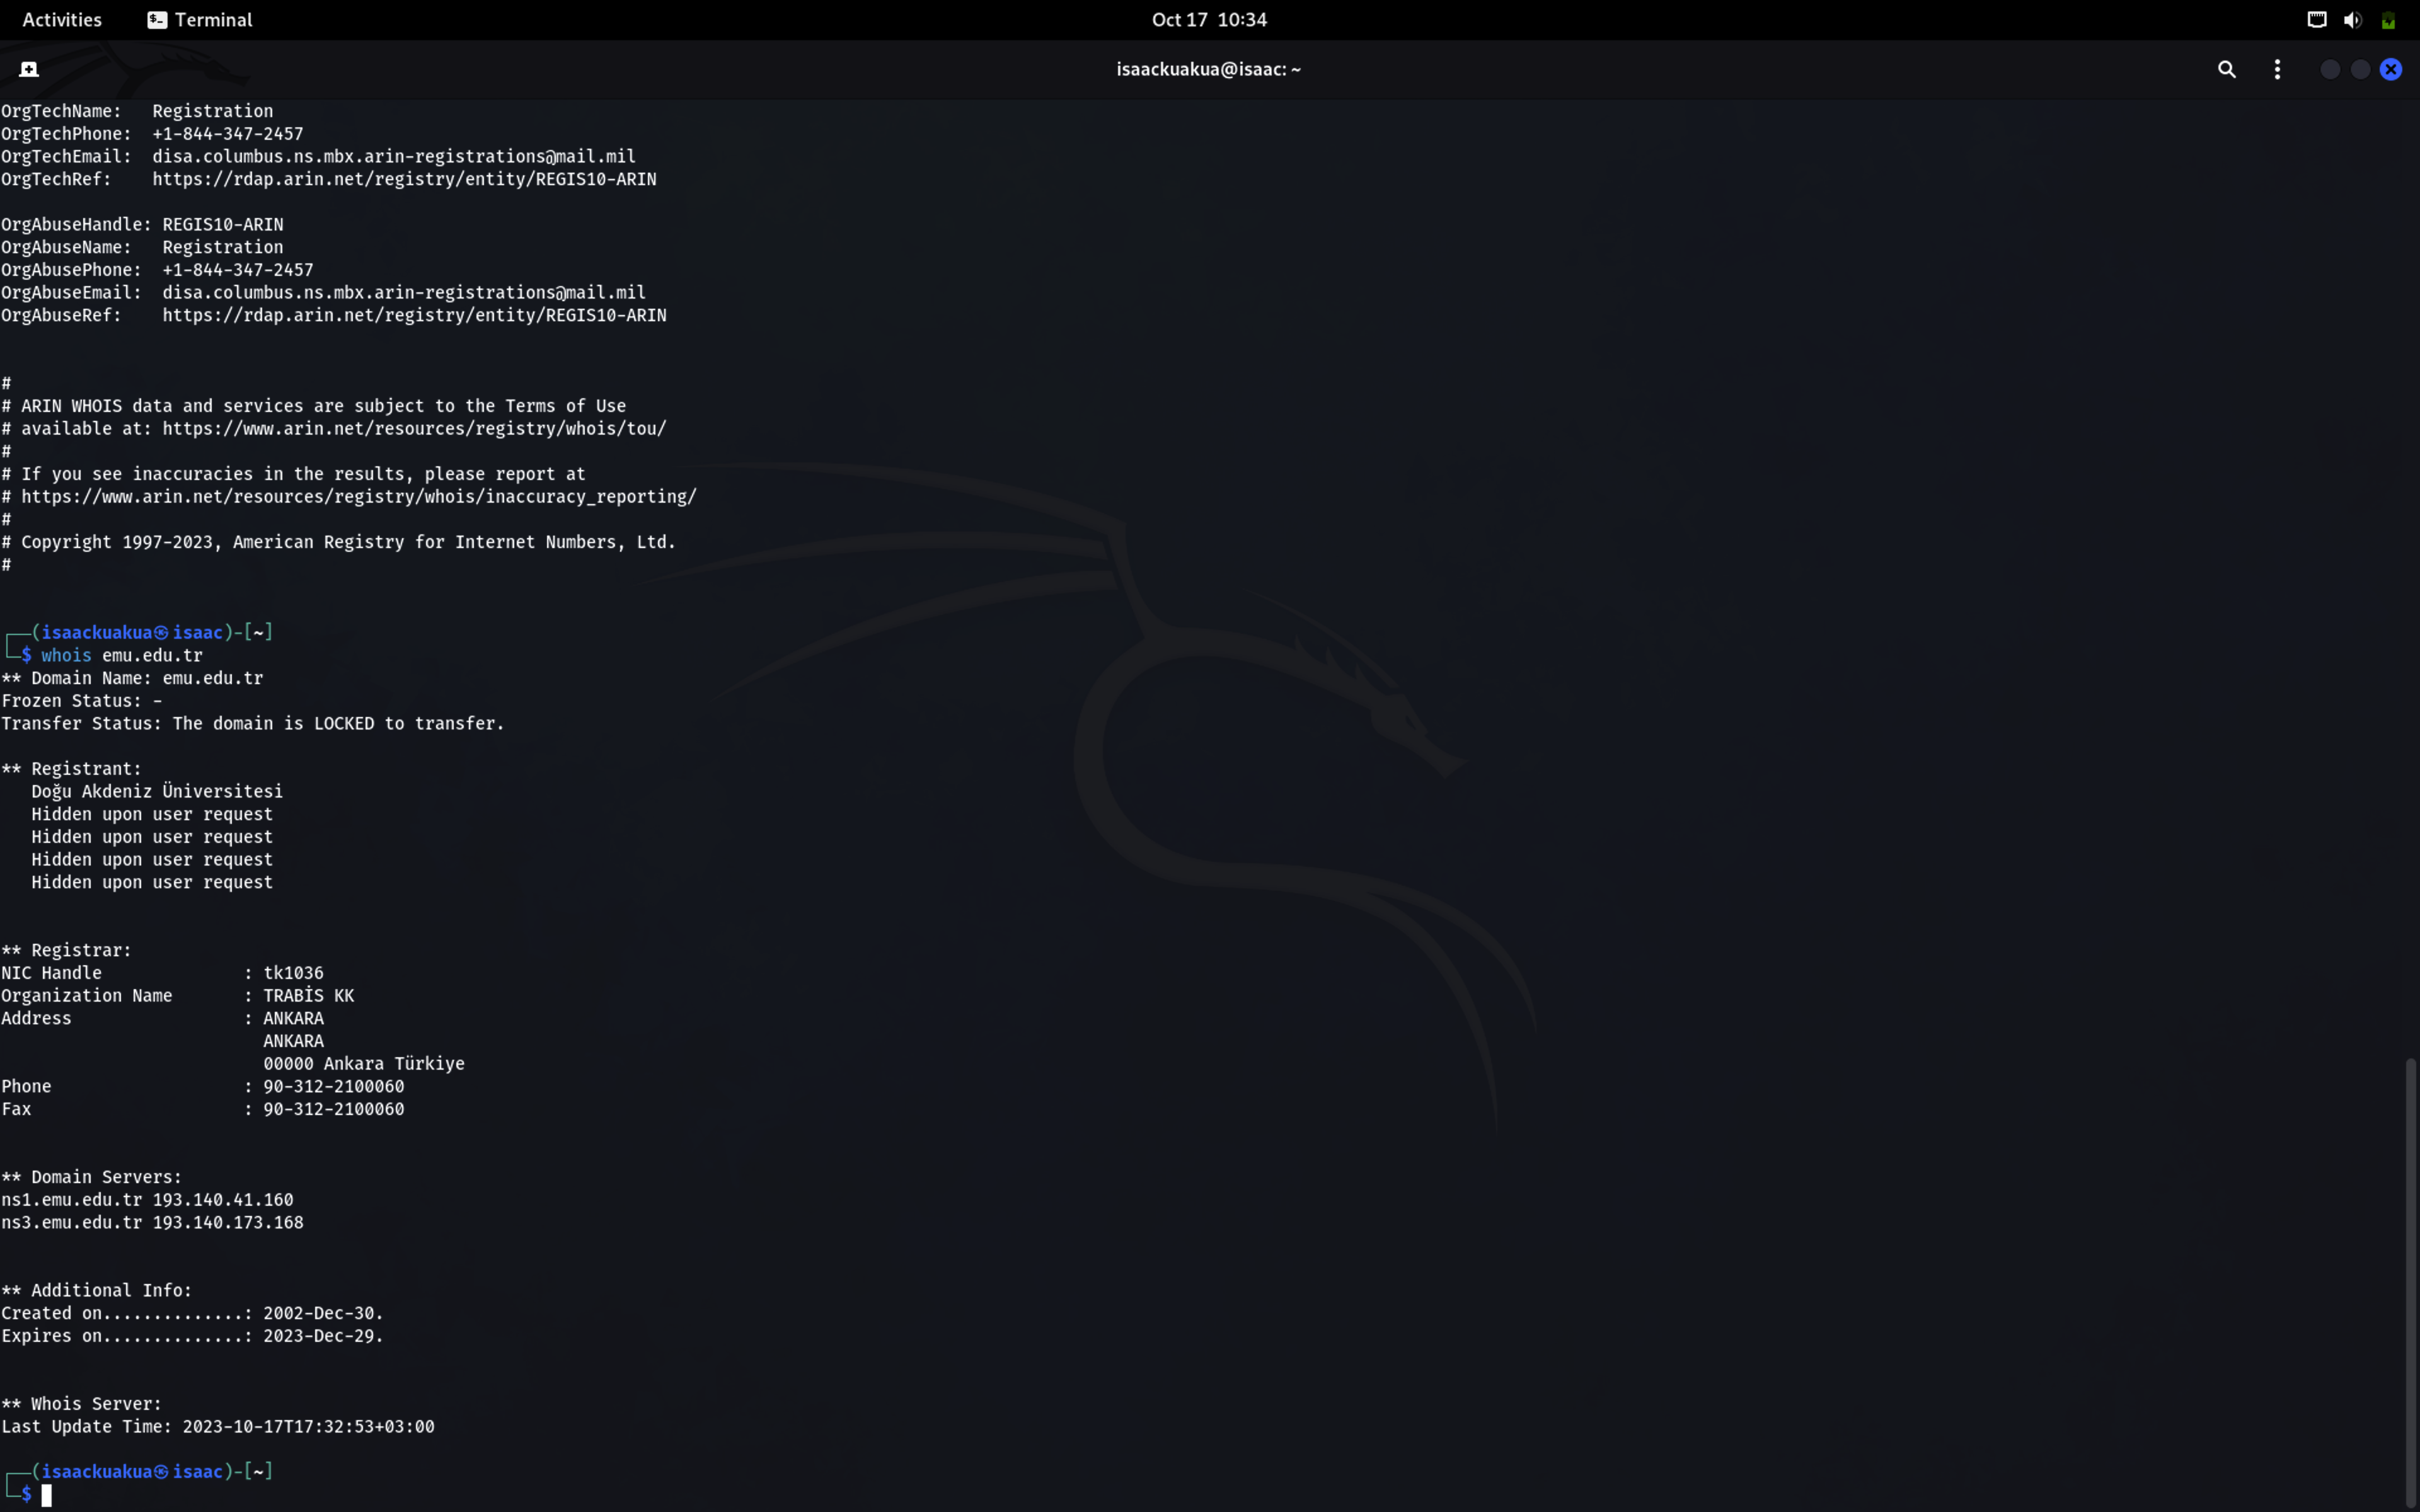 Activities Terminal Oct 17 10:34
isaackuakua@isaac: ~
OrgTechName:   Registration
OrgTechPhone:  +1-844-347-2457
OrgTechEmail:  disa.columbus.ns.mbx.arin-registrations@mail.mil
OrgTechRef:    https://rdap.arin.net/registry/entity/REGIS10-ARIN
OrgAbuseHandle: REGIS10-ARIN
OrgAbuseName:   Registration
OrgAbusePhone:  +1-844-347-2457
OrgAbuseEmail:  disa.columbus.ns.mbx.arin-registrations@mail.mil
OrgAbuseRef:    https://rdap.arin.net/registry/entity/REGIS10-ARIN
#
# ARIN WHOIS data and services are subject to the Terms of Use
# available at: https://www.arin.net/resources/registry/whois/tou/
#
# If you see inaccuracies in the results, please report at
# https://www.arin.net/resources/registry/whois/inaccuracy_reporting/
#
# Copyright 1997-2023, American Registry for Internet Numbers, Ltd.
#
┌──(isaackuakua㉿isaac)-[~]
└─$ whois emu.edu.tr
** Domain Name: emu.edu.tr
Frozen Status: -
Transfer Status: The domain is LOCKED to transfer.
** Registrant:
   Doğu Akdeniz Üniversitesi
   Hidden upon user request
   Hidden upon user request
   Hidden upon user request
   Hidden upon user request
** Registrar:
NIC Handle              : tk1036
Organization Name       : TRABİS KK
Address                 : ANKARA
                          ANKARA
                          00000 Ankara Türkiye
Phone                   : 90-312-2100060
Fax                     : 90-312-2100060
** Domain Servers:
ns1.emu.edu.tr 193.140.41.160
ns3.emu.edu.tr 193.140.173.168
** Additional Info:
Created on..............: 2002-Dec-30.
Expires on..............: 2023-Dec-29.
** Whois Server:
Last Update Time: 2023-10-17T17:32:53+03:00
┌──(isaackuakua㉿isaac)-[~]
└─$